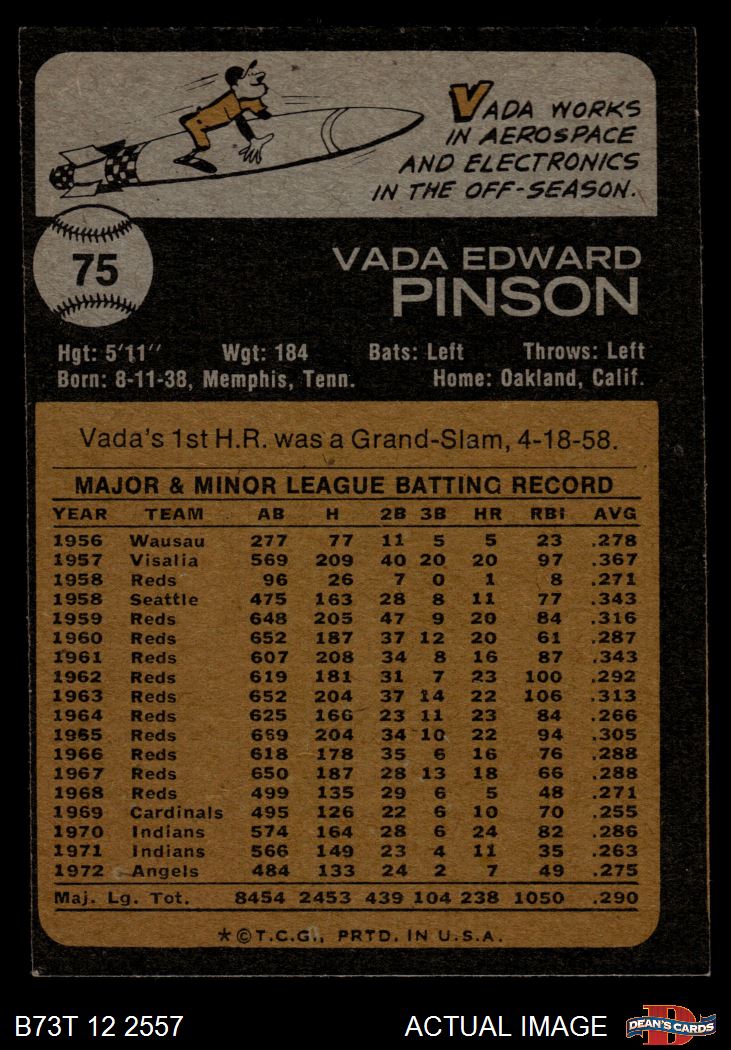 VADA WORKS
IN AEROSPACE
AND ELECTRONICS
IN THE OFF-SEASON.
75
VADA EDWARD
PINSON
Hgt: 5'11" Wgt: 184 Bats: Left Throws: Left
Born: 8-11-38, Memphis, Tenn. Home: Oakland, Calif.
Vada's 1st H.R. was a Grand-Slam, 4-18-58.
MAJOR & MINOR LEAGUE BATTING RECORD
YEAR TEAM AB H 2B 3B HR RBI AVG
1956 Wausau 277 77 11 5 5 23 .278
1957 Visalia 569 209 40 20 20 97 .367
1958 Reds 96 26 7 0 1 8 .271
1958 Seattle 475 163 28 8 11 77 .343
1959 Reds 648 205 47 9 20 84 .316
1960 Reds 652 187 37 12 20 61 .287
1961 Reds 607 208 34 8 16 87 .343
1962 Reds 619 181 31 7 23 100 .292
1963 Reds 652 204 37 14 22 106 .313
1964 Reds 625 166 23 11 23 84 .266
1965 Reds 669 204 34 10 22 94 .305
1966 Reds 618 178 35 6 16 76 .288
1967 Reds 650 187 28 13 18 66 .288
1968 Reds 499 135 29 6 5 48 .271
1969 Cardinals 495 126 22 6 10 70 .255
1970 Indians 574 164 28 6 24 82 .286
1971 Indians 566 149 23 4 11 35 .263
1972 Angels 484 133 24 2 7 49 .275
Maj. Lg. Tot. 8454 2453 439 104 238 1050 .290
*© T.C.G., PRTD. IN U.S.A.
B73T 12 2557 ACTUAL IMAGE D DEAN'S CARDS